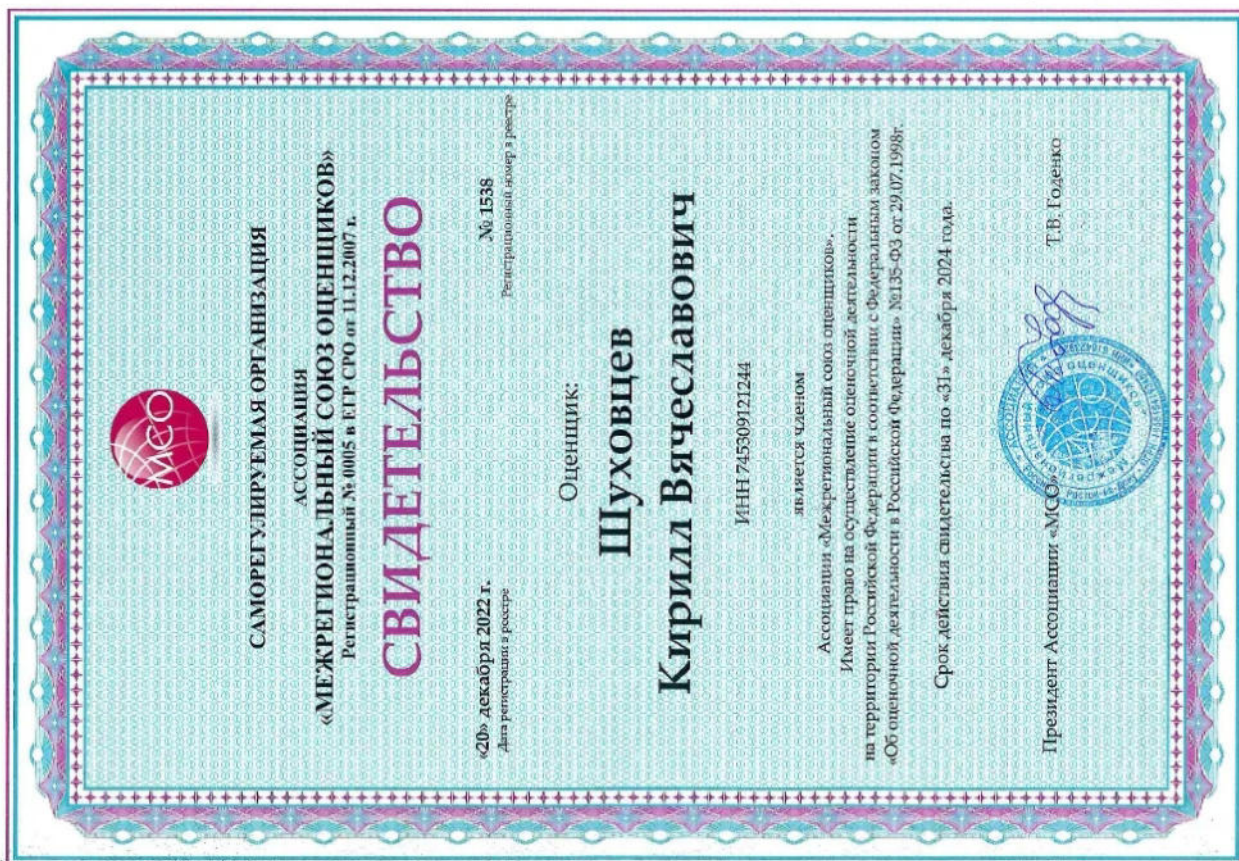 МСО
САМОРЕГУЛИРУЕМАЯ ОРГАНИЗАЦИЯ
АССОЦИАЦИЯ
«МЕЖРЕГИОНАЛЬНЫЙ СОЮЗ ОЦЕНЩИКОВ»
Регистрационный № 0005 в ЕГР СРО от 11.12.2007 г.
СВИДЕТЕЛЬСТВО
«20» декабря 2022 г. № 1538
Дата регистрации в реестре Регистрационный номер в реестре
Оценщик:
Шуховцев
Кирилл Вячеславович
ИНН 745309121244
является членом
Ассоциации «Межрегиональный союз оценщиков».
Имеет право на осуществление оценочной деятельности
на территории Российской Федерации в соответствии с Федеральным законом
«Об оценочной деятельности в Российской Федерации» №135-ФЗ от 29.07.1998г.
Срок действия свидетельства по «31» декабря 2024 года.
Президент Ассоциации «МСО» Т.В. Годенко